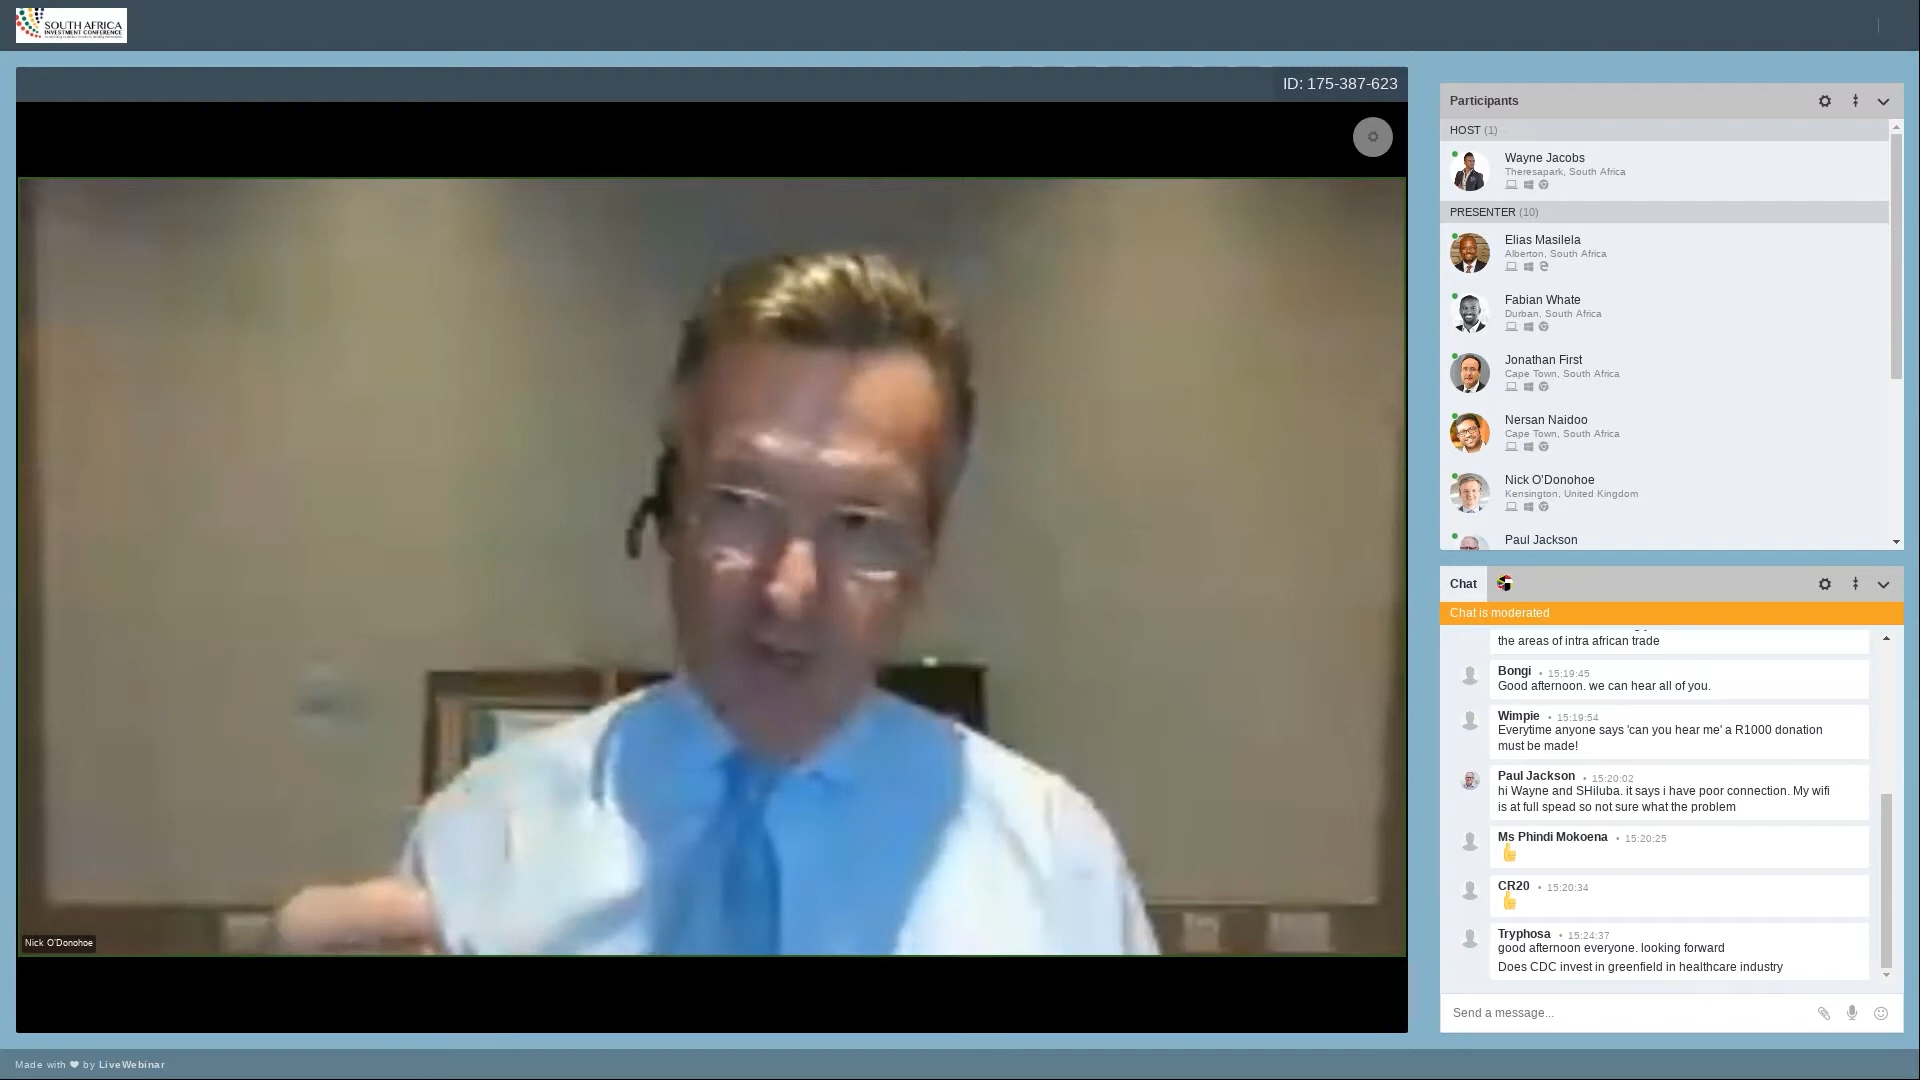 SOUTH AFRICA
INVESTMENT CONFERENCE
ID: 175-387-623
Nick O'Donohoe
Participants
HOST (1)
Wayne Jacobs
Theresapark, South Africa
PRESENTER (10)
Elias Masilela
Alberton, South Africa
Fabian Whate
Durban, South Africa
Jonathan First
Cape Town, South Africa
Nersan Naidoo
Cape Town, South Africa
Nick O'Donohoe
Kensington, United Kingdom
Paul Jackson
Chat
Chat is moderated
the areas of intra african trade
Bongi • 15:19:45
Good afternoon. we can hear all of you.
Wimpie • 15:19:54
Everytime anyone says 'can you hear me' a R1000 donation
must be made!
Paul Jackson • 15:20:02
hi Wayne and SHiluba. it says i have poor connection. My wifi
is at full spead so not sure what the problem
Ms Phindi Mokoena • 15:20:25
👍
CR20 • 15:20:34
👍
Tryphosa • 15:24:37
good afternoon everyone. looking forward
Does CDC invest in greenfield in healthcare industry
Send a message...
Made with ♥ by LiveWebinar